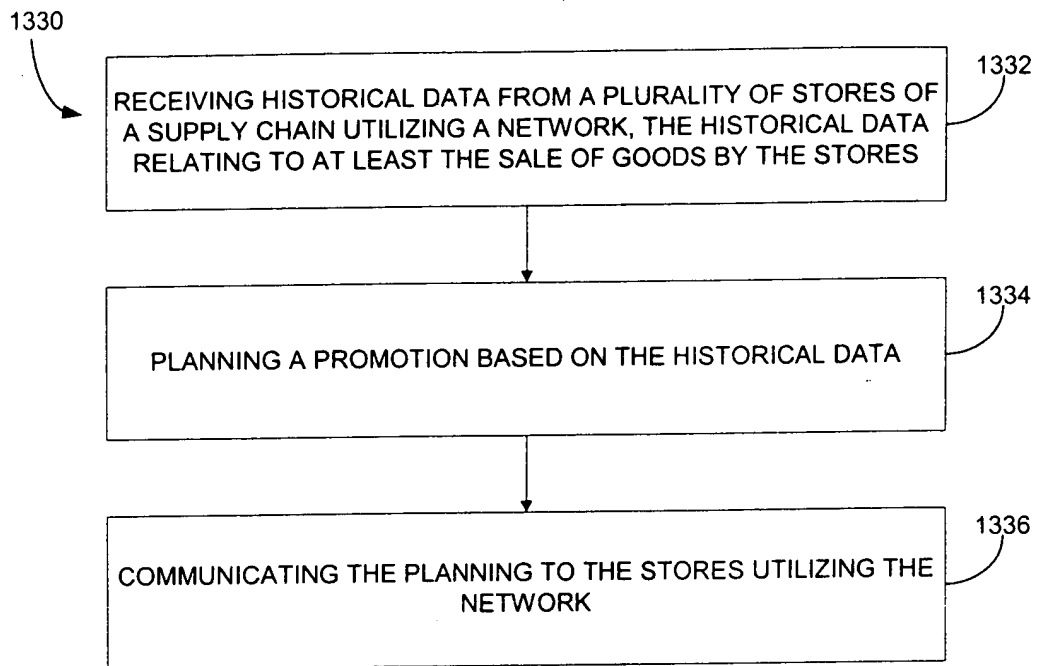 1330
1332
RECEIVING HISTORICAL DATA FROM A PLURALITY OF STORES OF
A SUPPLY CHAIN UTILIZING A NETWORK, THE HISTORICAL DATA
RELATING TO AT LEAST THE SALE OF GOODS BY THE STORES
1334
PLANNING A PROMOTION BASED ON THE HISTORICAL DATA
1336
COMMUNICATING THE PLANNING TO THE STORES UTILIZING THE
NETWORK